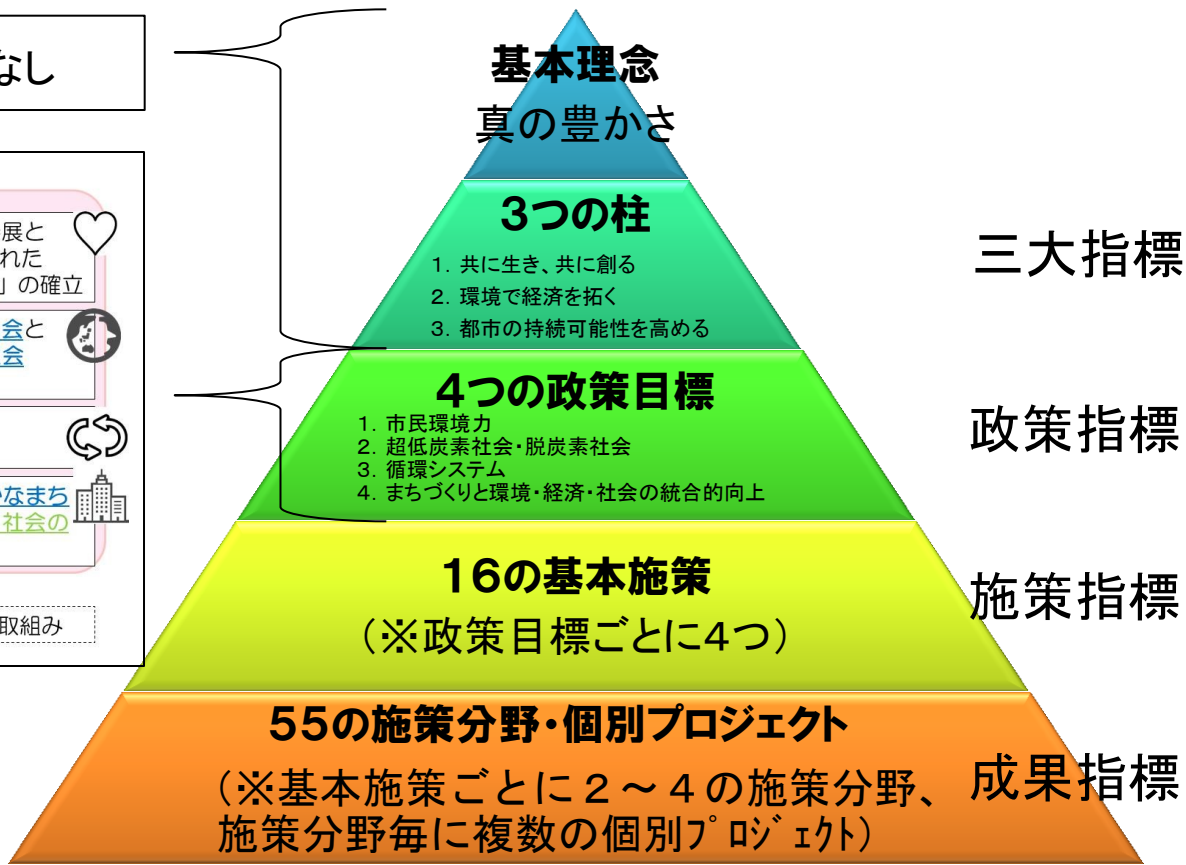 なし
展と
れた
」の確立
会と
会
かなまち
社会の
取組み
基本理念
真の豊かさ
3つの柱
1. 共に生き、共に創る
2. 環境で経済を拓く
3. 都市の持続可能性を高める
4つの政策目標
1. 市民環境力
2. 超低炭素社会・脱炭素社会
3. 循環システム
4. まちづくりと環境・経済・社会の統合的向上
16の基本施策
(※政策目標ごとに4つ)
55の施策分野・個別プロジェクト
(※基本施策ごとに2~4の施策分野、
施策分野毎に複数の個別プロジェクト)
三大指標
政策指標
施策指標
成果指標